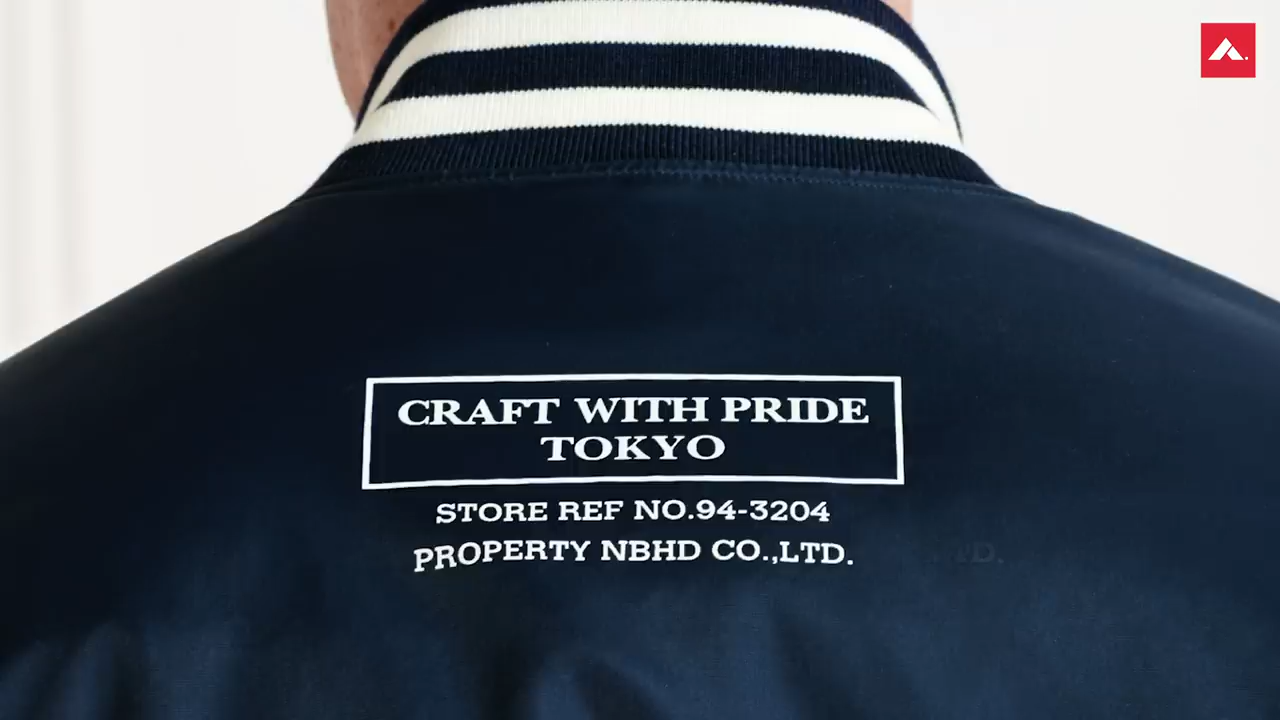 CRAFT WITH PRIDE
TOKYO
STORE REF NO.94-3204
PROPERTY NBHD CO.,LTD.